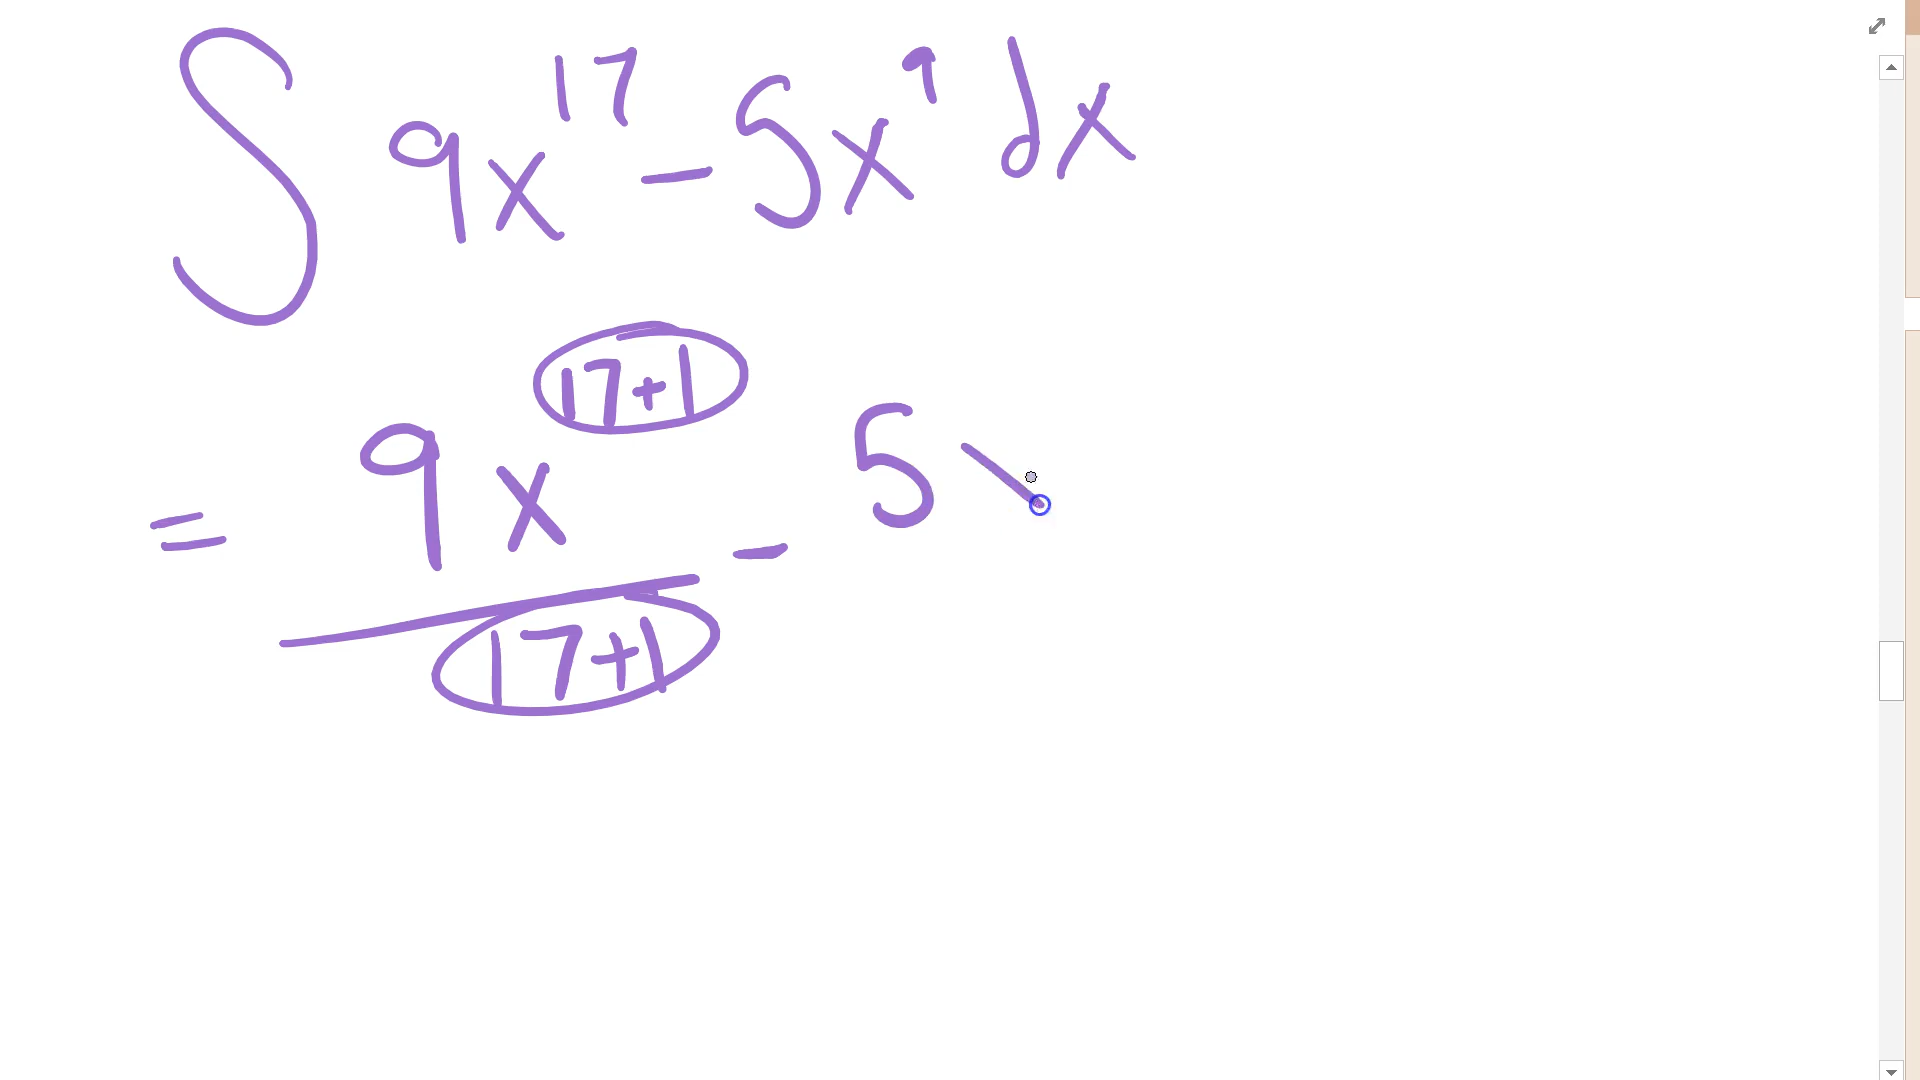 ∫ 9x^17 - 5x^9 dx
= 9x^(17+1) / (17+1) - 5